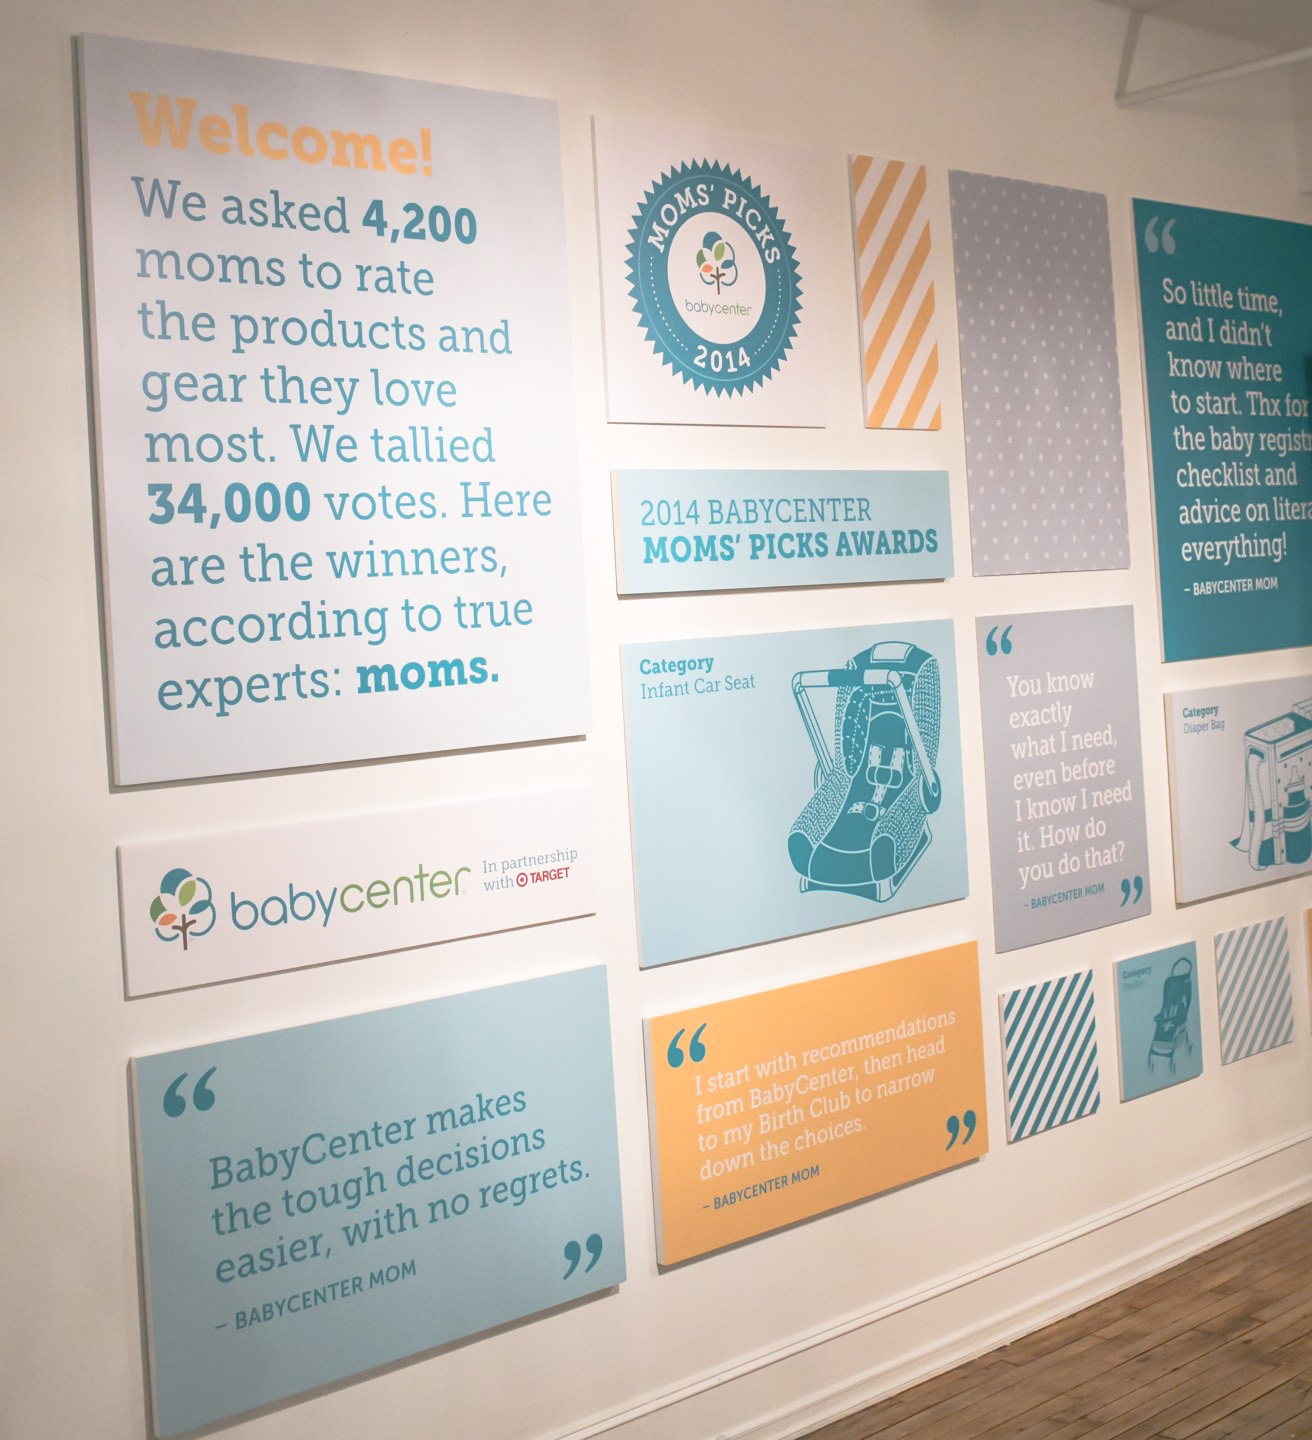 Welcome!
We asked 4,200
moms to rate
the products and
gear they love
most. We tallied
34,000 votes. Here
are the winners,
according to true
experts: moms.
babycenter
In partnership
with TARGET
“
BabyCenter makes
the tough decisions
easier, with no regrets.
– BABYCENTER MOM
”
MOMS’ PICKS
babycenter
2014
2014 BABYCENTER
MOMS’ PICKS AWARDS
Category
Infant Car Seat
“
I start with recommendations
from BabyCenter, then head
to my Birth Club to narrow
down the choices.
– BABYCENTER MOM
”
“
You know
exactly
what I need,
even before
I know I need
it. How do
you do that?
– BABYCENTER MOM
”
“
So little time,
and I didn’t
know where
to start. Thx for
the baby
checklist and
advice on
everything!
– BABYCENTER MOM
Category
Diaper Bag
Category